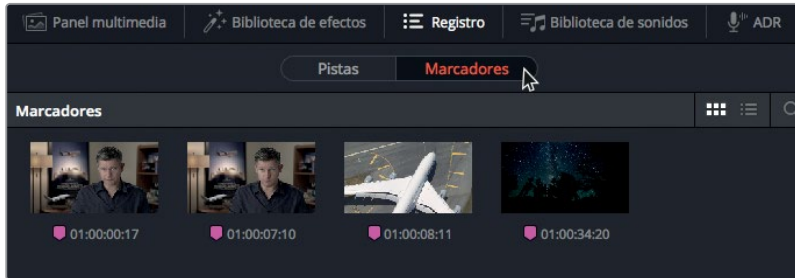 Panel multimedia Biblioteca de efectos Registro Biblioteca de sonidos ADR
Pistas Marcadores
Marcadores
01:00:00:17 01:00:07:10 01:00:08:11 01:00:34:20